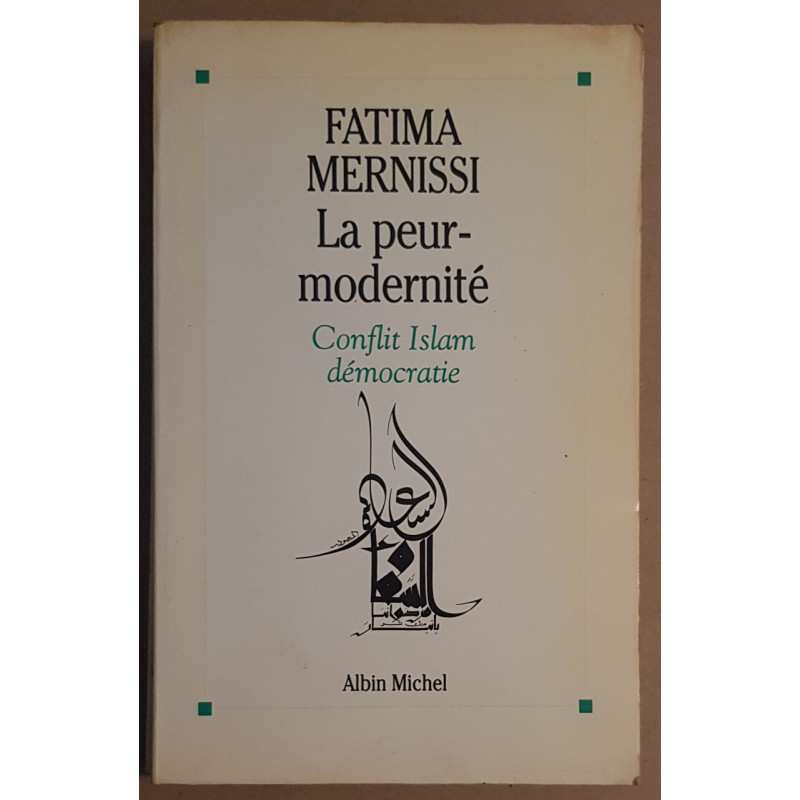 FATIMA
MERNISSI
La peur-
modernité
Conflit Islam
démocratie
Albin Michel